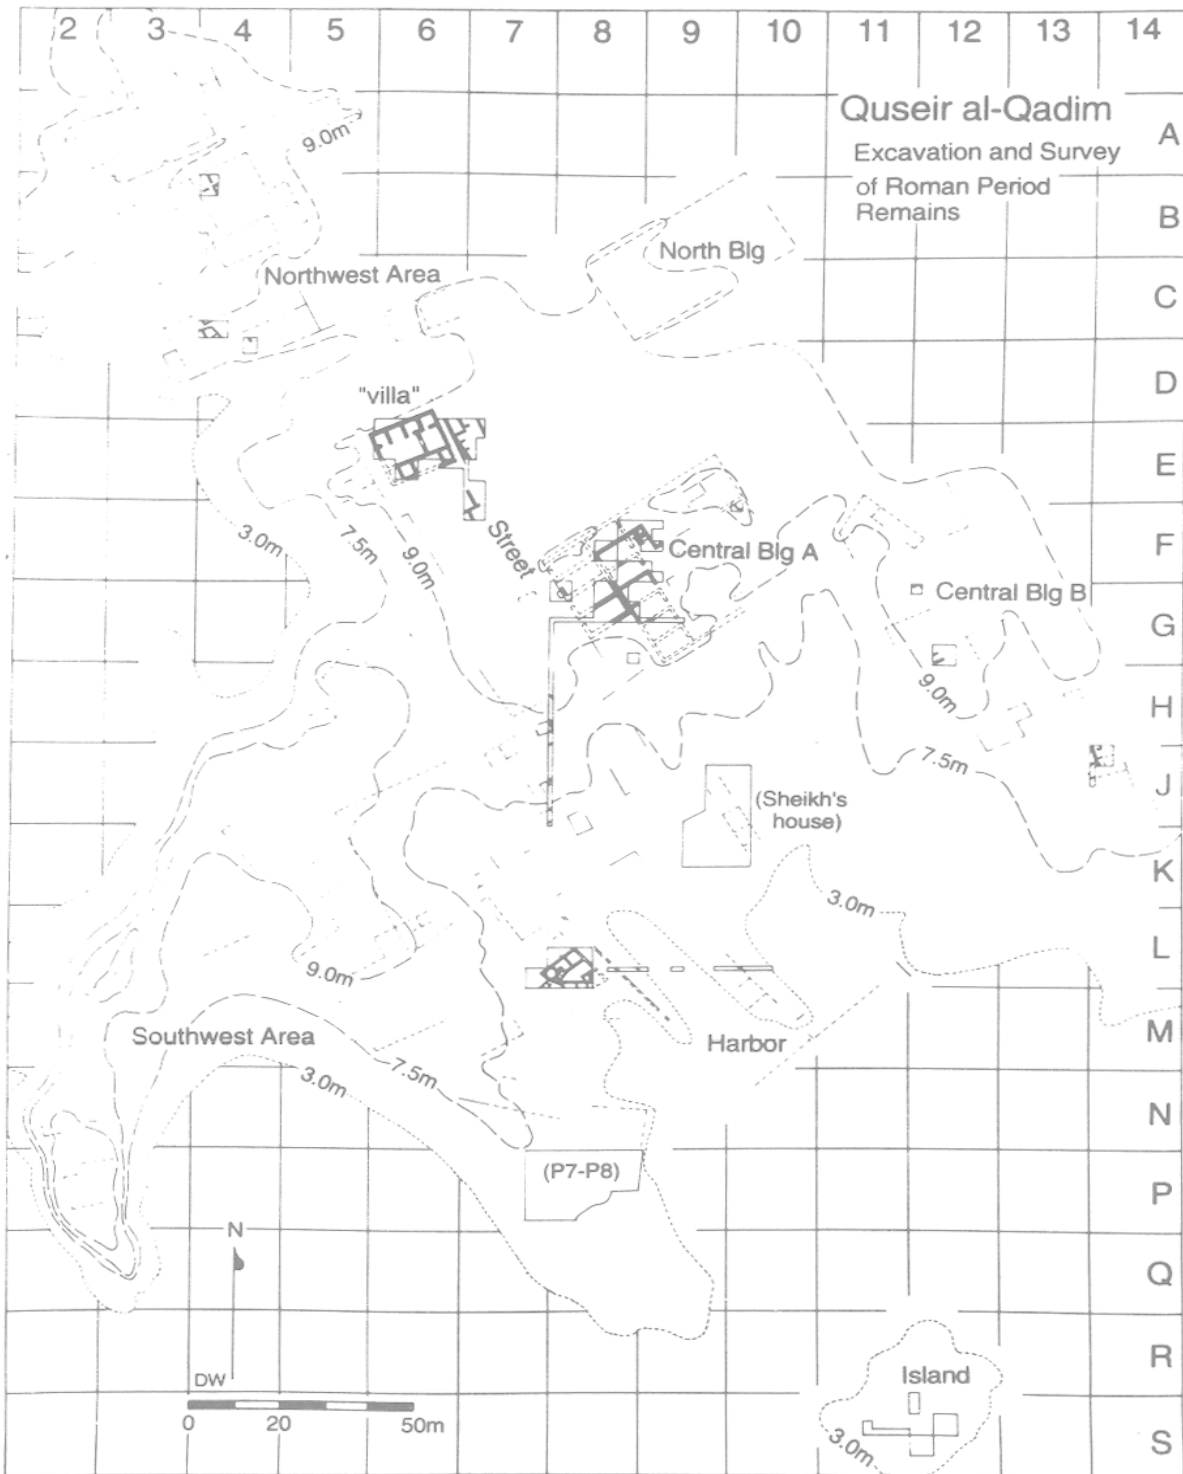 2 3 4 5 6 7 8 9 10 11 12 13 14
Quseir al-Qadim
Excavation and Survey
of Roman Period
Remains
A
9.0m
B
North Blg
Northwest Area
C
D
"villa"
E
3.0m
7.5m
9.0m
Street
Central Blg A
F
Central Blg B
G
9.0m
H
7.5m
J
(Sheikh's
house)
K
3.0m
L
9.0m
Southwest Area
Harbor
M
7.5m
3.0m
N
(P7-P8)
P
N
Q
R
Island
DW
0 20 50m
3.0m
S